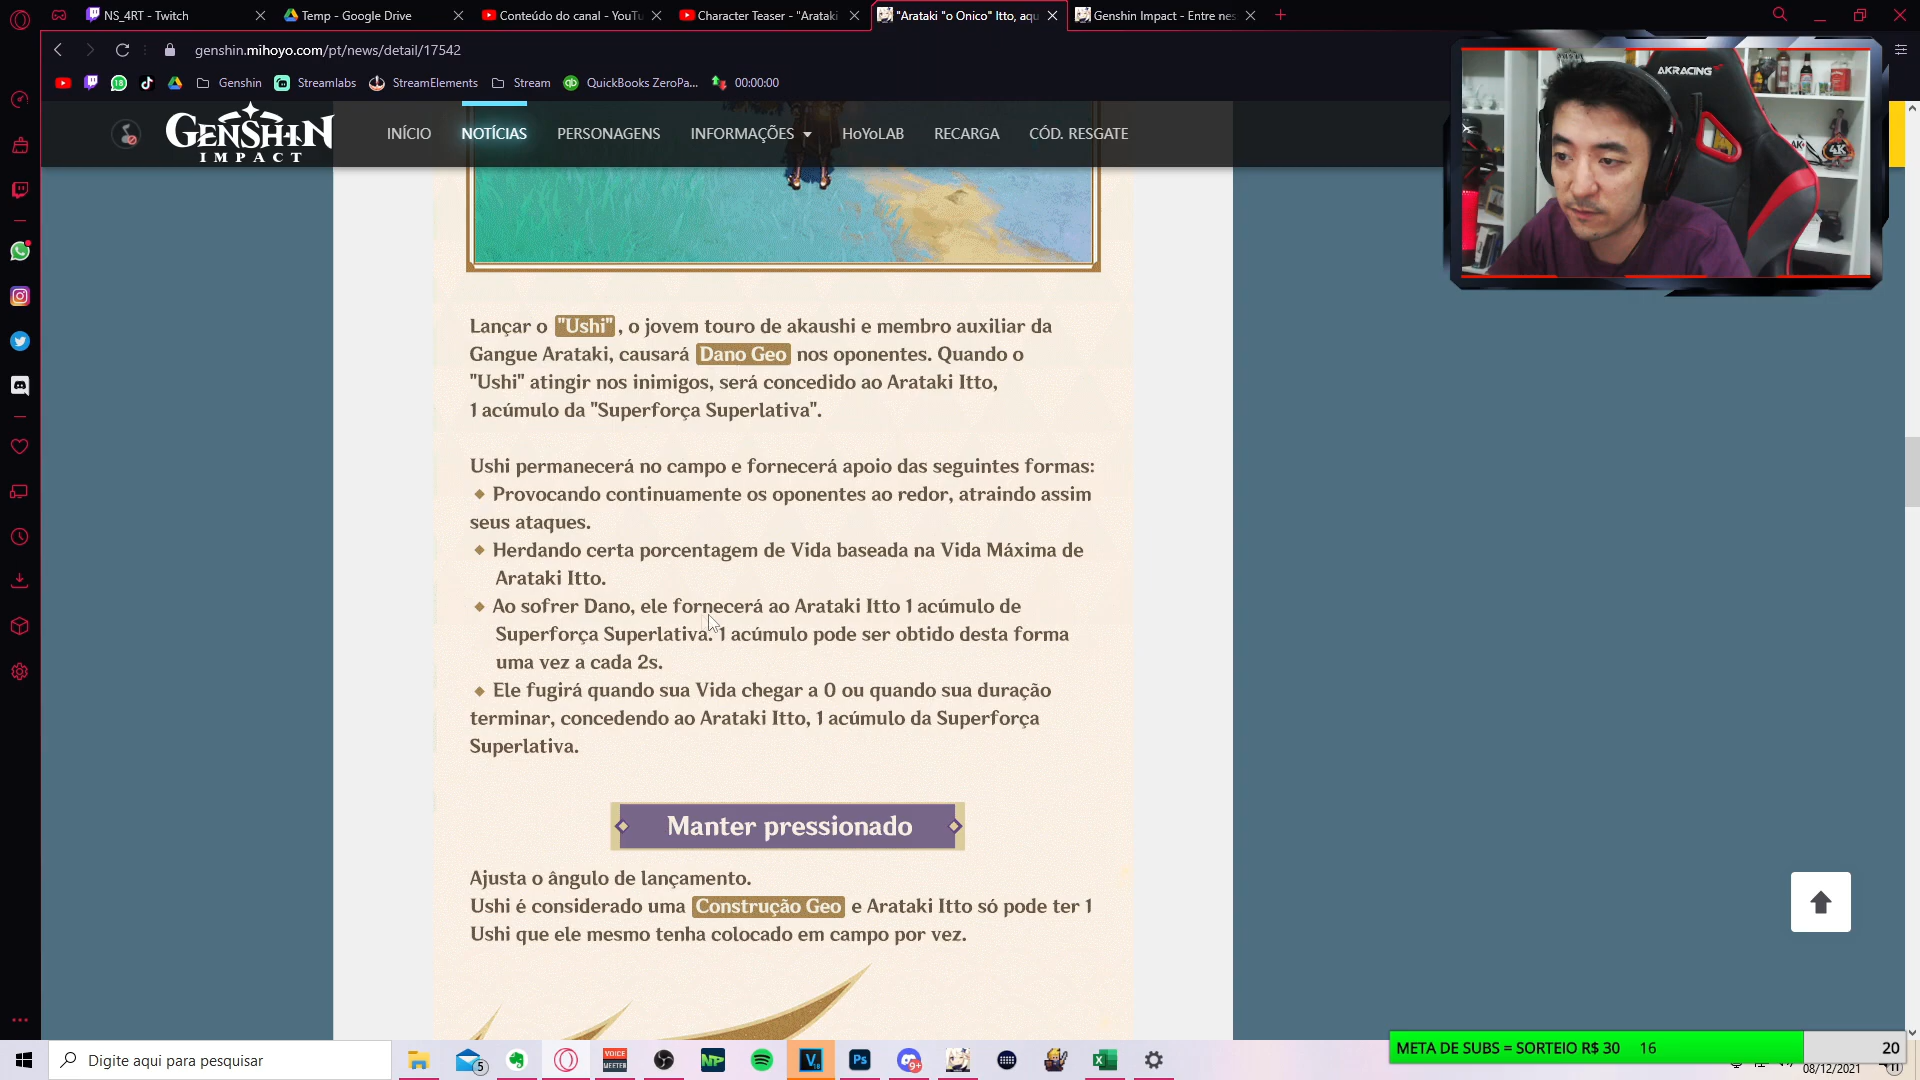 NS_4RT - Twitch
Temp - Google Drive
Conteúdo do canal - YouTu
Character Teaser - "Arataki
"Arataki "o Onico" Itto, aqu
Genshin Impact - Entre nes
genshin.mihoyo.com/pt/news/detail/17542
Genshin
Streamlabs
StreamElements
Stream
QuickBooks ZeroPa...
00:00:00
GENSHIN
IMPACT
INÍCIO
NOTÍCIAS
PERSONAGENS
INFORMAÇÕES
HoYoLAB
RECARGA
CÓD. RESGATE
AKRACING
4K
Lançar o "Ushi", o jovem touro de akaushi e membro auxiliar da
Gangue Arataki, causará Dano Geo nos oponentes. Quando o
"Ushi" atingir nos inimigos, será concedido ao Arataki Itto,
1 acúmulo da "Superforça Superlativa".
Ushi permanecerá no campo e fornecerá apoio das seguintes formas:
Provocando continuamente os oponentes ao redor, atraindo assim
seus ataques.
Herdando certa porcentagem de Vida baseada na Vida Máxima de
Arataki Itto.
Ao sofrer Dano, ele fornecerá ao Arataki Itto 1 acúmulo de
Superforça Superlativa. 1 acúmulo pode ser obtido desta forma
uma vez a cada 2s.
Ele fugirá quando sua Vida chegar a 0 ou quando sua duração
terminar, concedendo ao Arataki Itto, 1 acúmulo da Superforça
Superlativa.
Manter pressionado
Ajusta o ângulo de lançamento.
Ushi é considerado uma Construção Geo e Arataki Itto só pode ter 1
Ushi que ele mesmo tenha colocado em campo por vez.
META DE SUBS = SORTEIO R$ 30 16 20
Digite aqui para pesquisar
5
VOICE
MEETER
NP
V
Ps
9+
08/12/2021
11